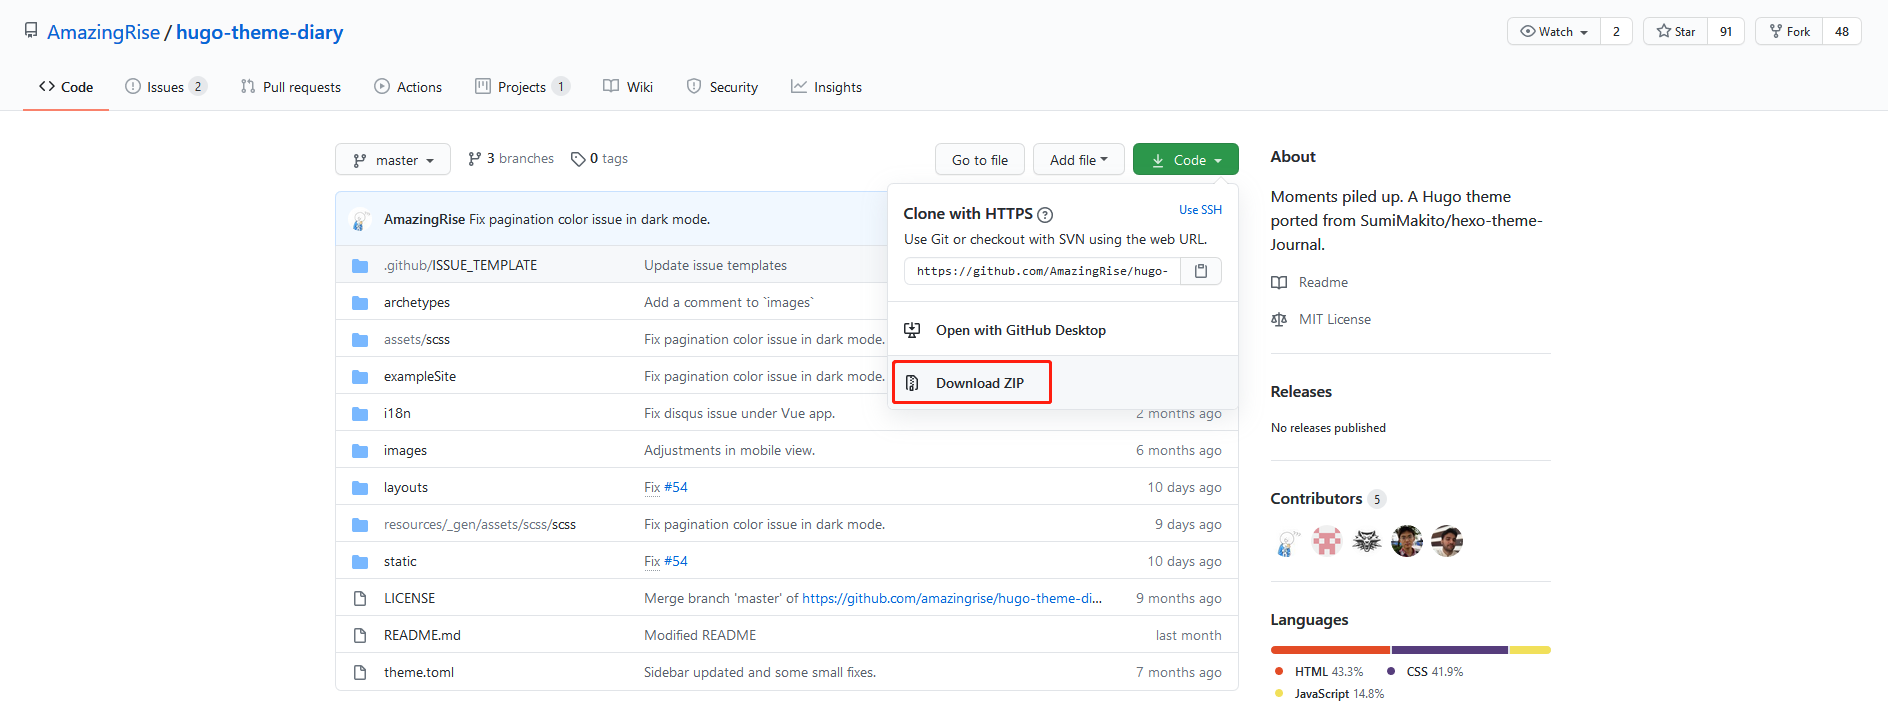 AmazingRise / hugo-theme-diary
Watch 2
Star 91
Fork 48
Code
Issues 2
Pull requests
Actions
Projects 1
Wiki
Security
Insights
master
3 branches
0 tags
Go to file
Add file
Code
Clone with HTTPS ?
Use SSH
Use Git or checkout with SVN using the web URL.
https://github.com/AmazingRise/hugo-
Open with GitHub Desktop
Download ZIP
AmazingRise Fix pagination color issue in dark mode.
.github/ISSUE_TEMPLATE Update issue templates
archetypes Add a comment to `images`
assets/scss Fix pagination color issue in dark mode.
exampleSite Fix pagination color issue in dark mode.
i18n Fix disqus issue under Vue app. 2 months ago
images Adjustments in mobile view. 6 months ago
layouts Fix #54 10 days ago
resources/_gen/assets/scss/scss Fix pagination color issue in dark mode. 9 days ago
static Fix #54 10 days ago
LICENSE Merge branch 'master' of https://github.com/amazingrise/hugo-theme-di... 9 months ago
README.md Modified README last month
theme.toml Sidebar updated and some small fixes. 7 months ago
About
Moments piled up. A Hugo theme
ported from SumiMakito/hexo-theme-
Journal.
Readme
MIT License
Releases
No releases published
Contributors 5
Languages
HTML 43.3%
CSS 41.9%
JavaScript 14.8%